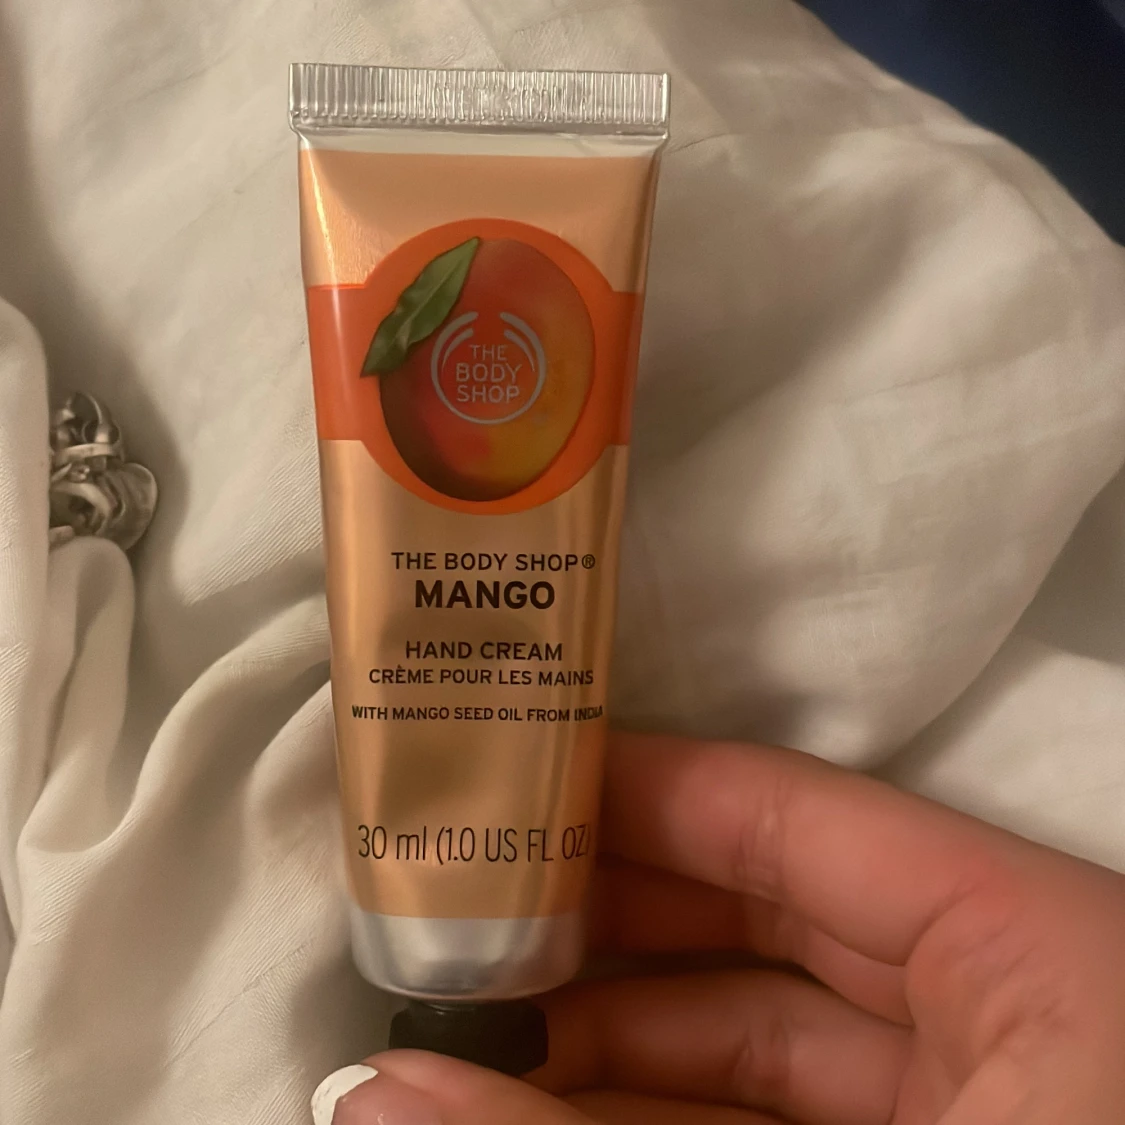 THE
BODY
SHOP
THE BODY SHOP®
MANGO
HAND CREAM
CRÈME POUR LES MAINS
WITH MANGO SEED OIL FROM INDIA
30 ml (1.0 US FL OZ)